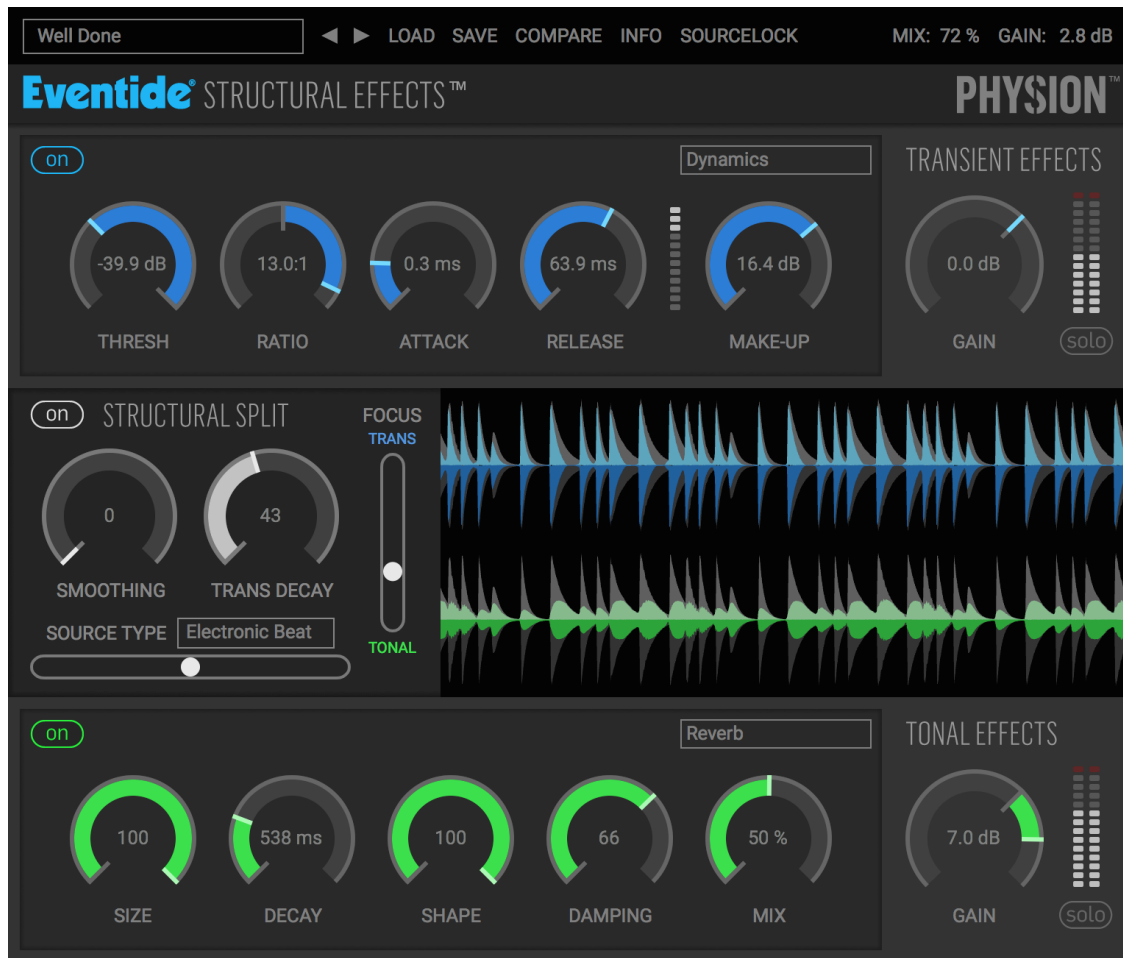 Well Done ◀ ▶ LOAD SAVE COMPARE INFO SOURCELOCK MIX: 72 % GAIN: 2.8 dB
Eventide® STRUCTURAL EFFECTS™ PHYSION™
on Dynamics TRANSIENT EFFECTS
-39.9 dB 13.0:1 0.3 ms 63.9 ms 16.4 dB 0.0 dB
THRESH RATIO ATTACK RELEASE MAKE-UP GAIN solo
on STRUCTURAL SPLIT FOCUS
TRANS
0 43
SMOOTHING TRANS DECAY
SOURCE TYPE Electronic Beat
TONAL
on Reverb TONAL EFFECTS
100 538 ms 100 66 50 % 7.0 dB
SIZE DECAY SHAPE DAMPING MIX GAIN solo